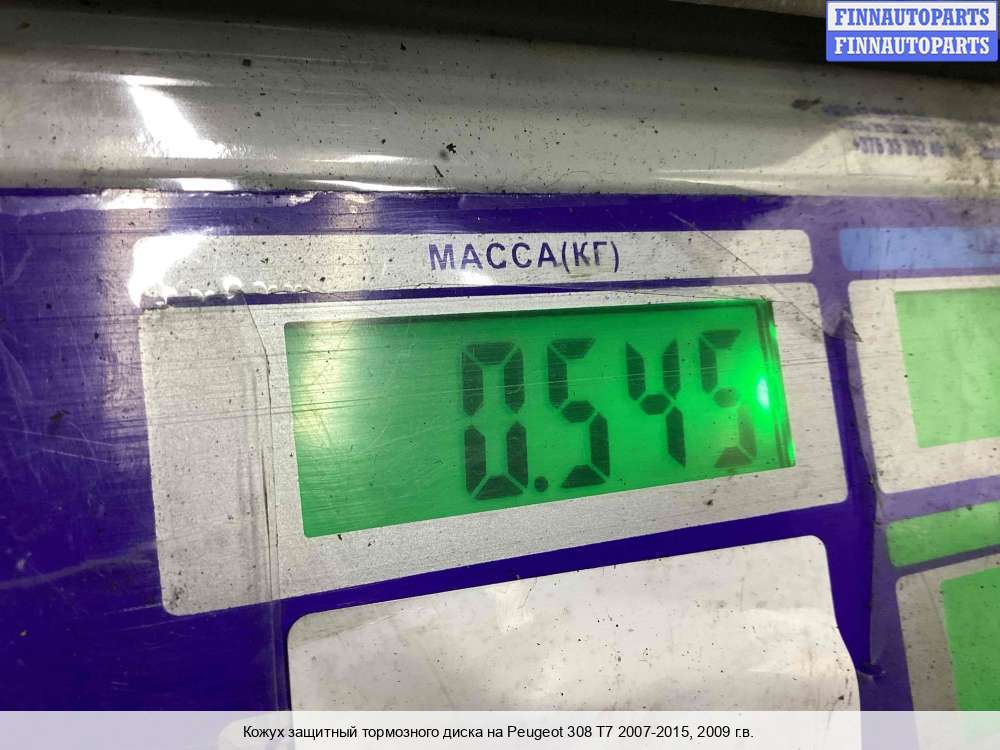 FINNAUTOPARTS
FINNAUTOPARTS
МАССА(КГ)
0.545
Кожух защитный тормозного диска на Peugeot 308 T7 2007-2015, 2009 г.в.